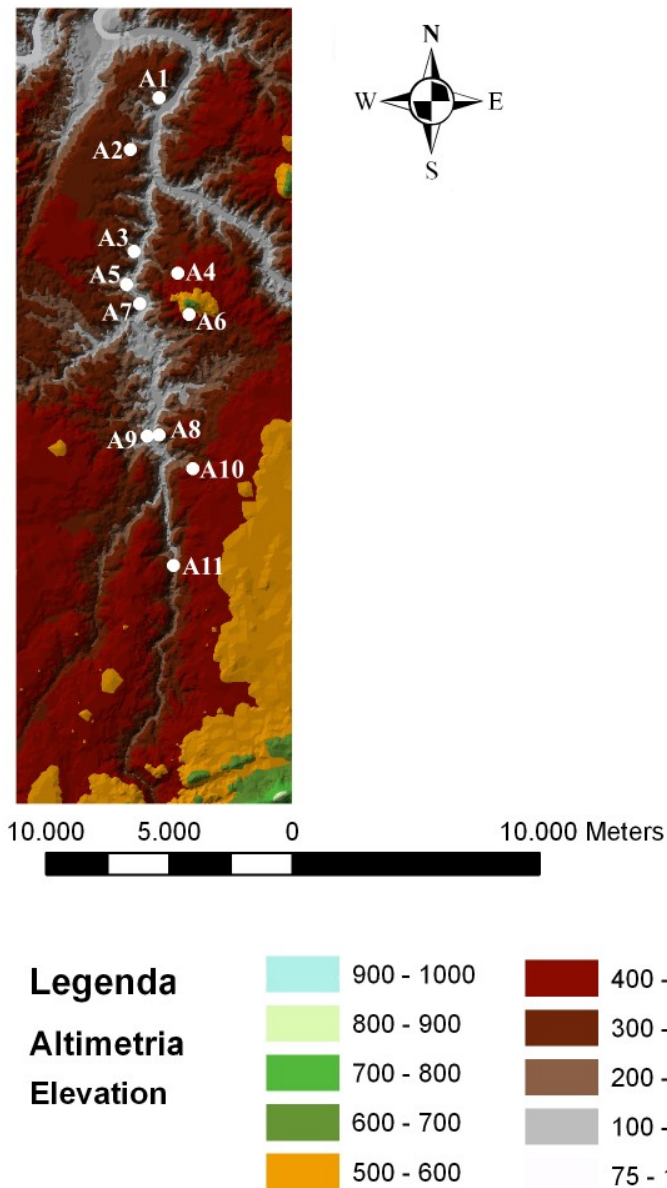 N
W E
S
A1
A2
A3
A4
A5
A7
A6
A9 A8
A10
A11
10.000 5.000 0 10.000 Meters
Legenda
Altimetria
Elevation
900 - 1000
800 - 900
700 - 800
600 - 700
500 - 600
400 -
300 -
200 -
100 -
75 -